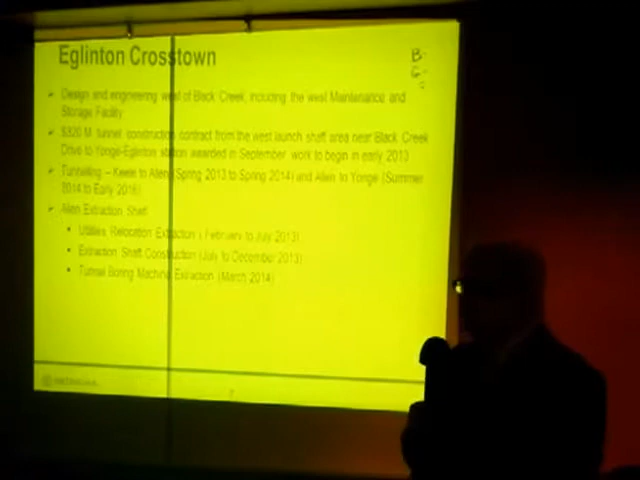 Eglinton Crosstown
Design and engineering west of Black Creek, including the west Maintenance and
Storage Facility
$320 M tunnel construction contract from the west launch shaft area near Black Creek
Drive to Yonge-Eglinton station awarded in September work to begin in early 2013
Tunnelling – Keele to Allen (Spring 2013 to Spring 2014) and Allen to Yonge (Summer
2014 to Early 2016)
Allen Extraction Shaft
Utilities Relocation Extraction ( February to July 2013)
Extraction Shaft Construction (July to December 2013)
Tunnel Boring Machine Extraction (March 2014)